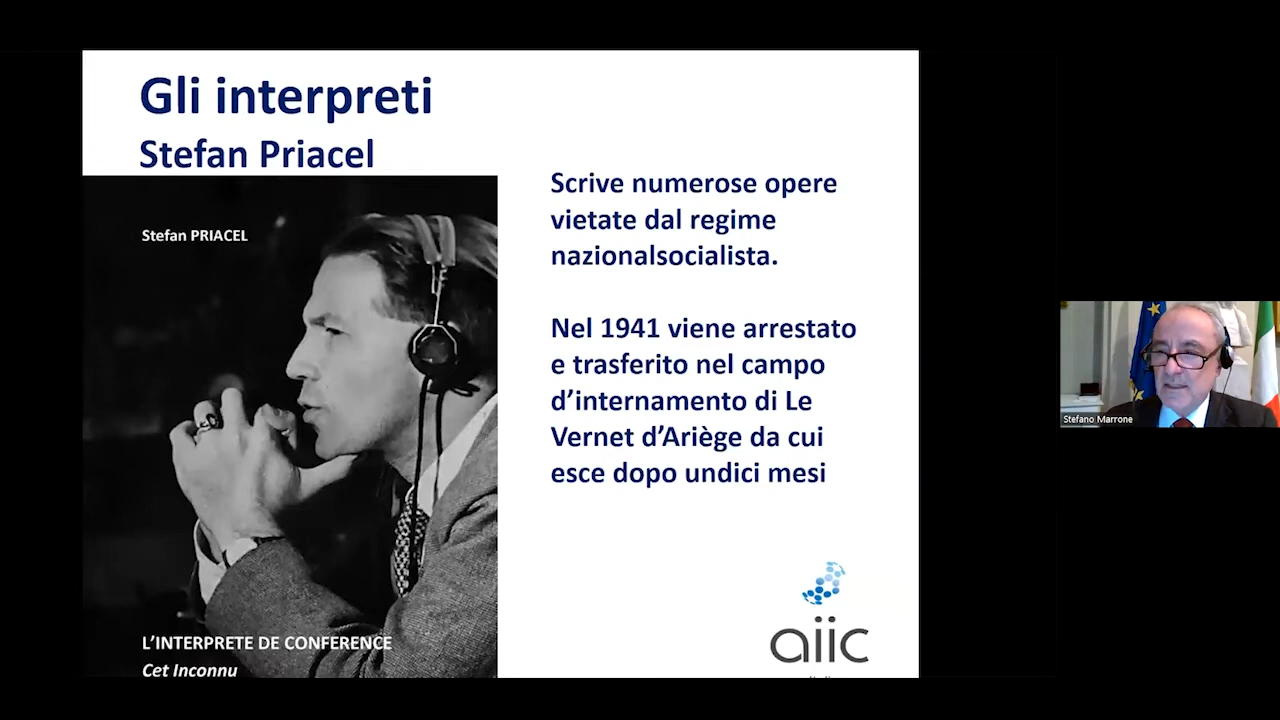 Gli interpreti
Stefan Priacel
Stefan PRIACEL
L'INTERPRETE DE CONFERENCE
Cet Inconnu
Scrive numerose opere
vietate dal regime
nazionalsocialista.
Nel 1941 viene arrestato
e trasferito nel campo
d'internamento di Le
Vernet d'Ariège da cui
esce dopo undici mesi
aiic
Stefano Marrone